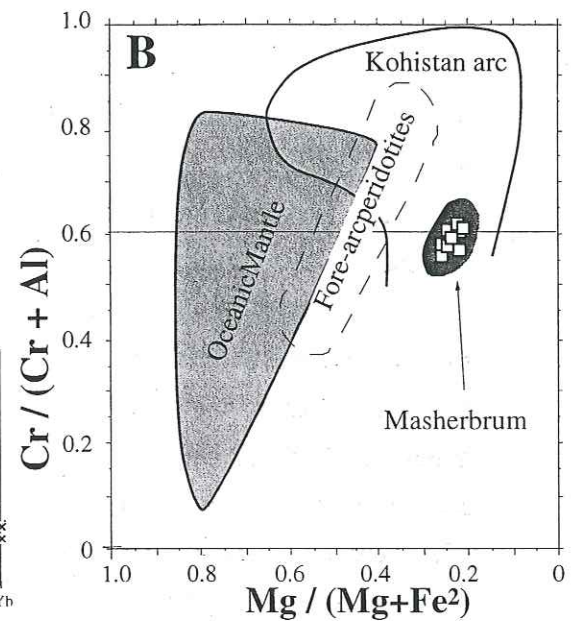 B
1.0
0.8
0.6
0.4
0.2
0
Cr / (Cr + Al)
Kohistan arc
OceanicMantle
Fore-arcperidotites
Masherbrum
1.0
0.8
0.6
0.4
0.2
0
Mg / (Mg+Fe²)
Yb